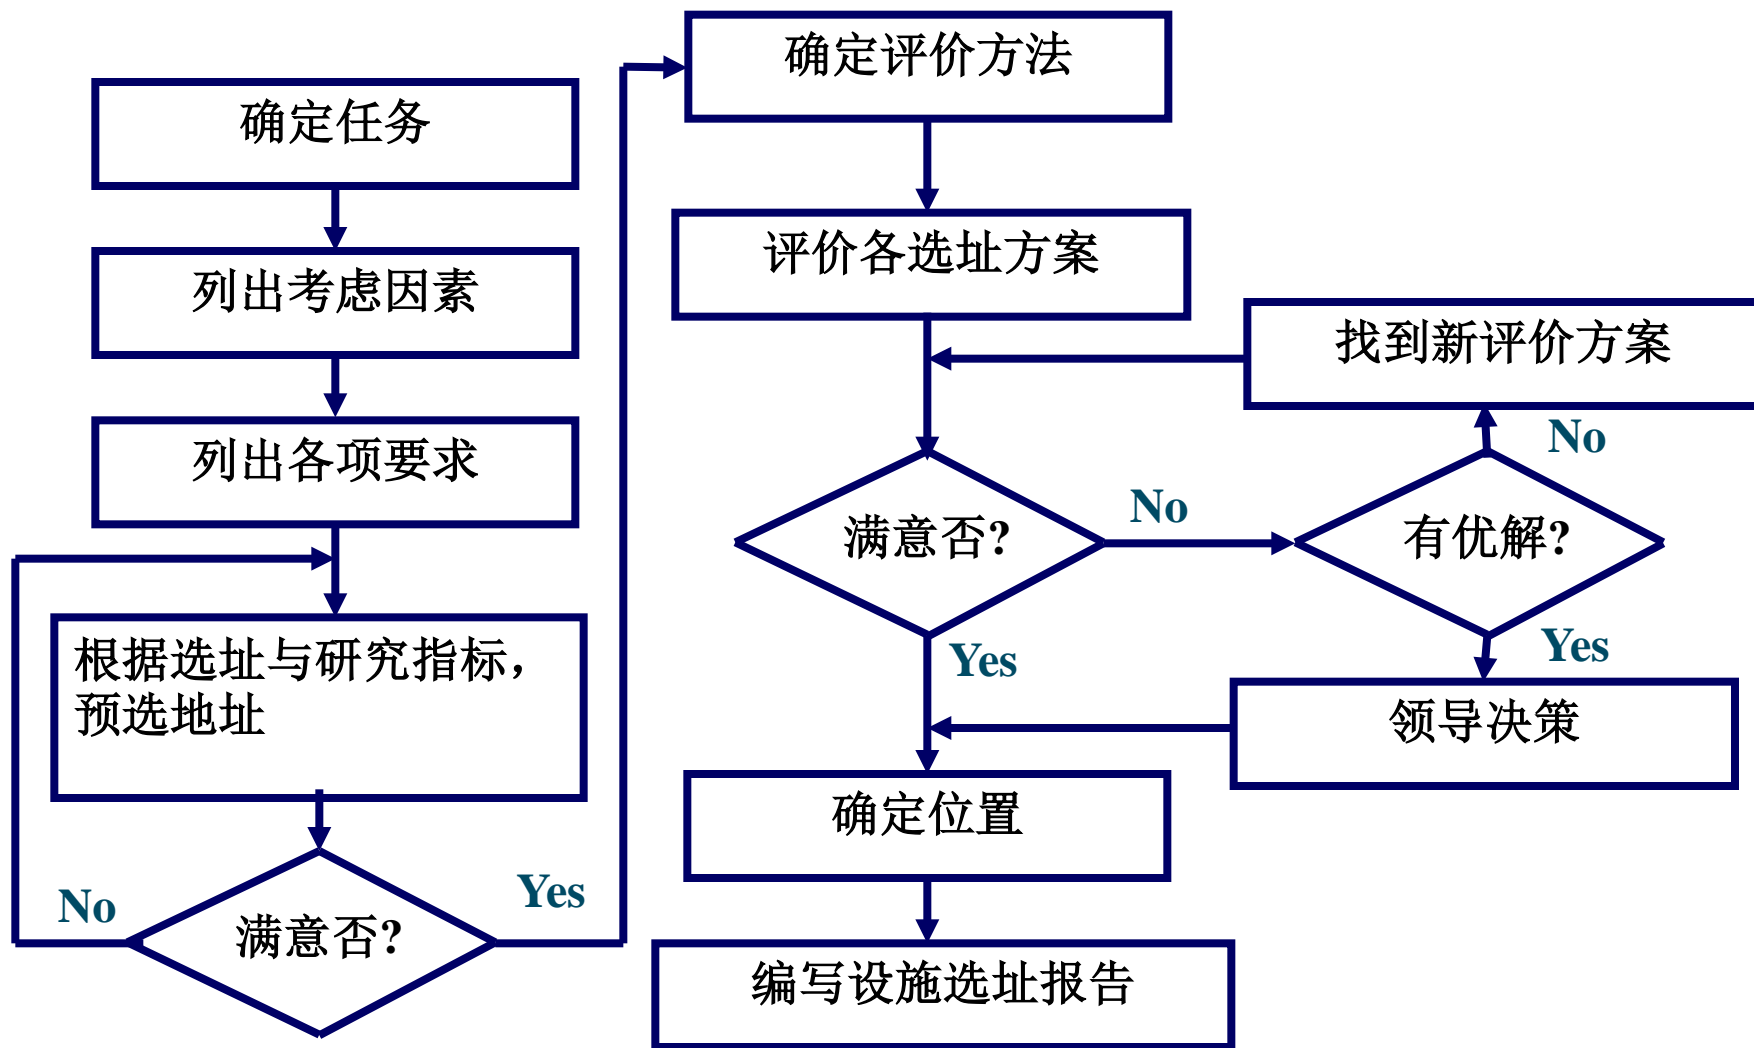 确定任务
列出考虑因素
列出各项要求
根据选址与研究指标，
预选地址
满意否?
No
Yes
确定评价方法
评价各选址方案
满意否?
No
Yes
有优解?
No
Yes
找到新评价方案
领导决策
确定位置
编写设施选址报告